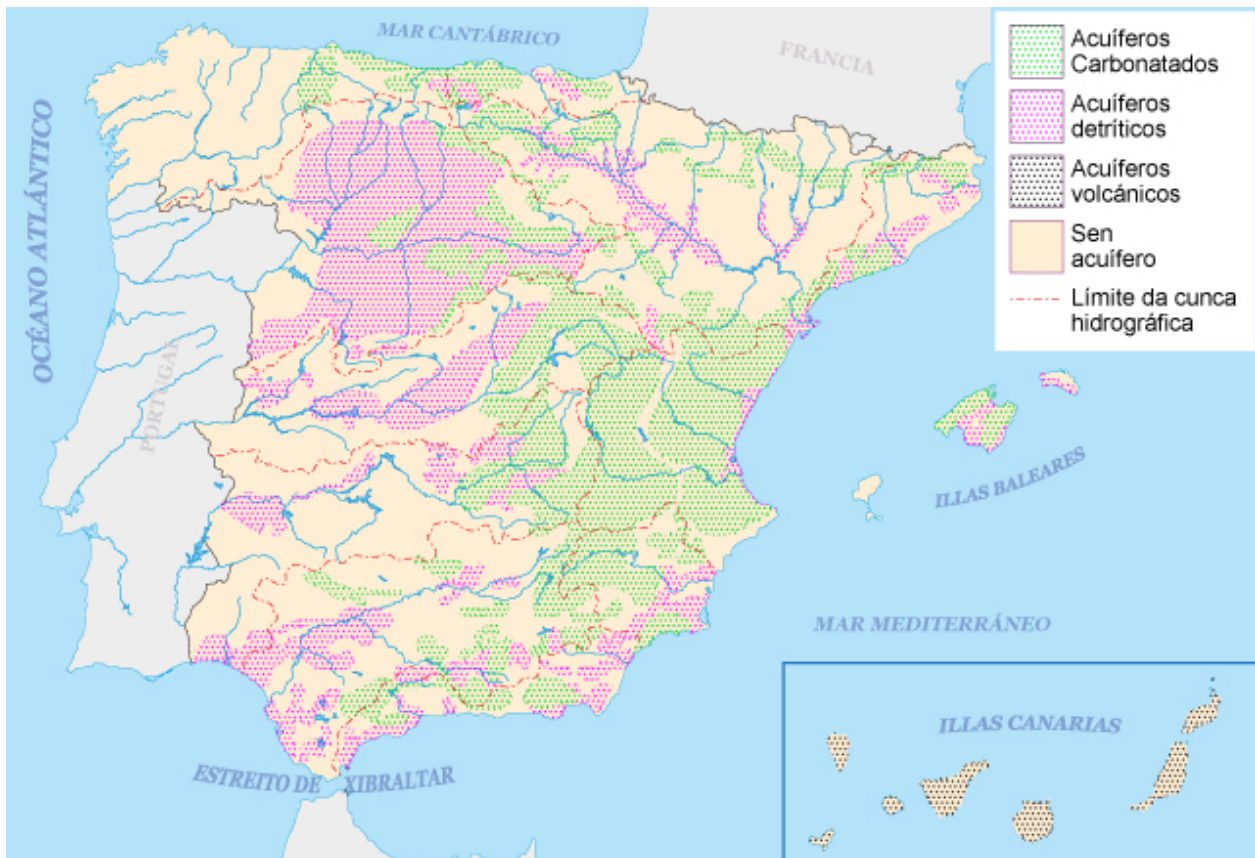 MAR CANTÁBRICO
FRANCIA
OCÉANO ATLÁNTICO
PORTUGAL
ILLAS BALEARES
MAR MEDITERRÁNEO
ESTREITO DE XIBRALTAR
ILLAS CANARIAS
Acuíferos
Carbonatados
Acuíferos
detríticos
Acuíferos
volcánicos
Sen
acuífero
Límite da cunca
hidrográfica